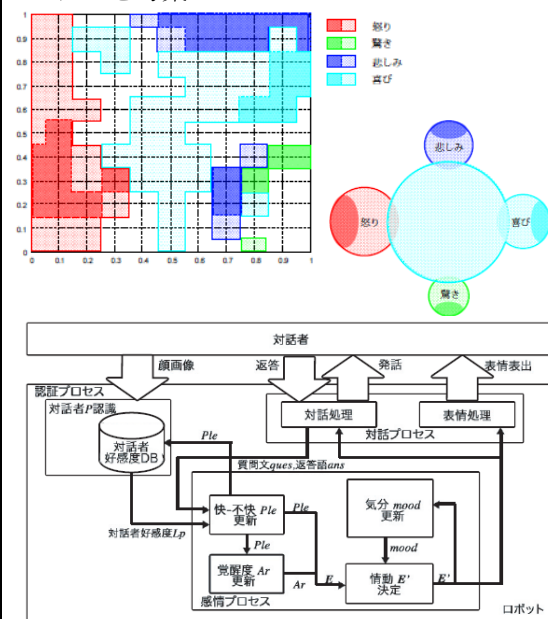 怒り
驚き
悲しみ
喜び
1
0.9
0.8
0.7
0.6
0.5
0.4
0.3
0.2
0.1
0
0 0.1 0.2 0.3 0.4 0.5 0.6 0.7 0.8 0.9 1
悲しみ
怒り
喜び
驚き
対話者
顔画像
返答
発話
表情表出
認証プロセス
対話者P認識
対話者
好感度DB
対話処理
表情処理
対話プロセス
Ple
質問文ques,返答語ans
対話者好感度Lp
快-不快 Ple
更新
Ple
気分 mood
更新
Ple
mood
覚醒度 Ar
更新
Ar
E
情動 E'
決定
E'
感情プロセス
ロボット